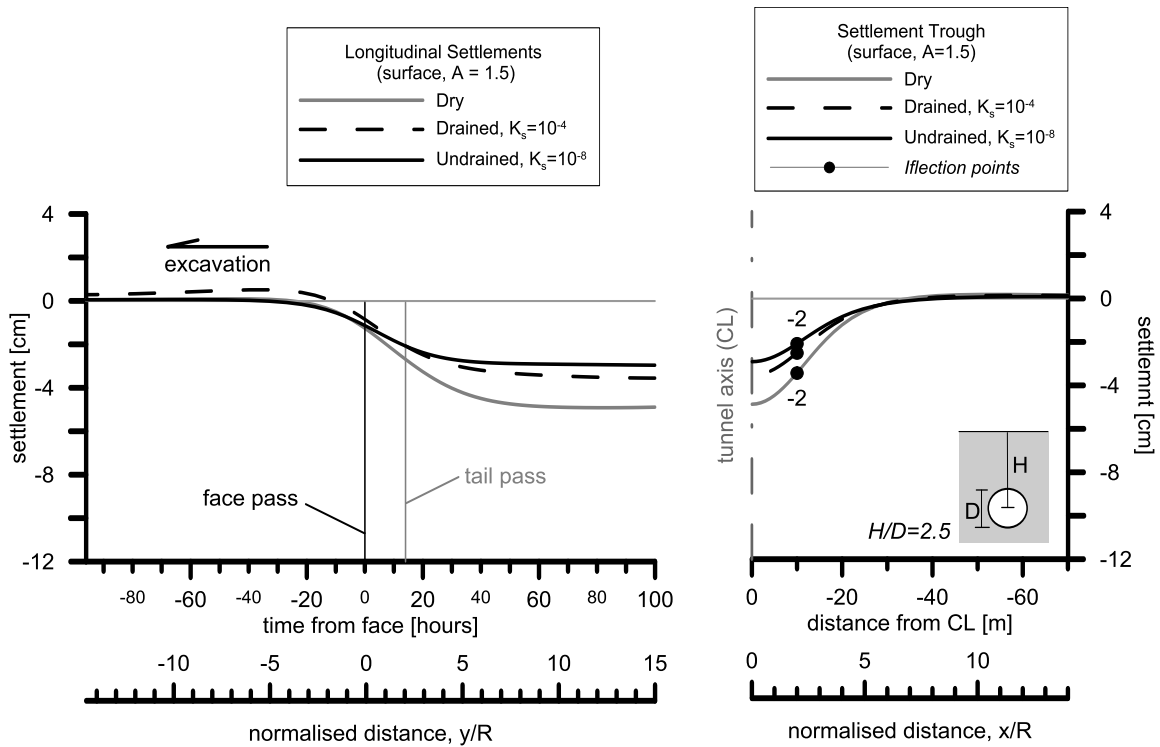 Longitudinal Settlements
(surface, A = 1.5)
Dry
Drained, Ks=10-4
Undrained, Ks=10-8
4
0
-4
-8
-12
settlement [cm]
excavation
face pass
tail pass
-80 -60 -40 -20 0 20 40 60 80 100
time from face [hours]
-10 -5 0 5 10 15
normalised distance, y/R
Settlement Trough
(surface, A=1.5)
Dry
Drained, Ks=10-4
Undrained, Ks=10-8
Iflection points
tunnel axis (CL)
-2
-2
H
D
H/D=2.5
4
0
-4
-8
-12
settlemnt [cm]
0 -20 -40 -60
distance from CL [m]
0 5 10
normalised distance, x/R